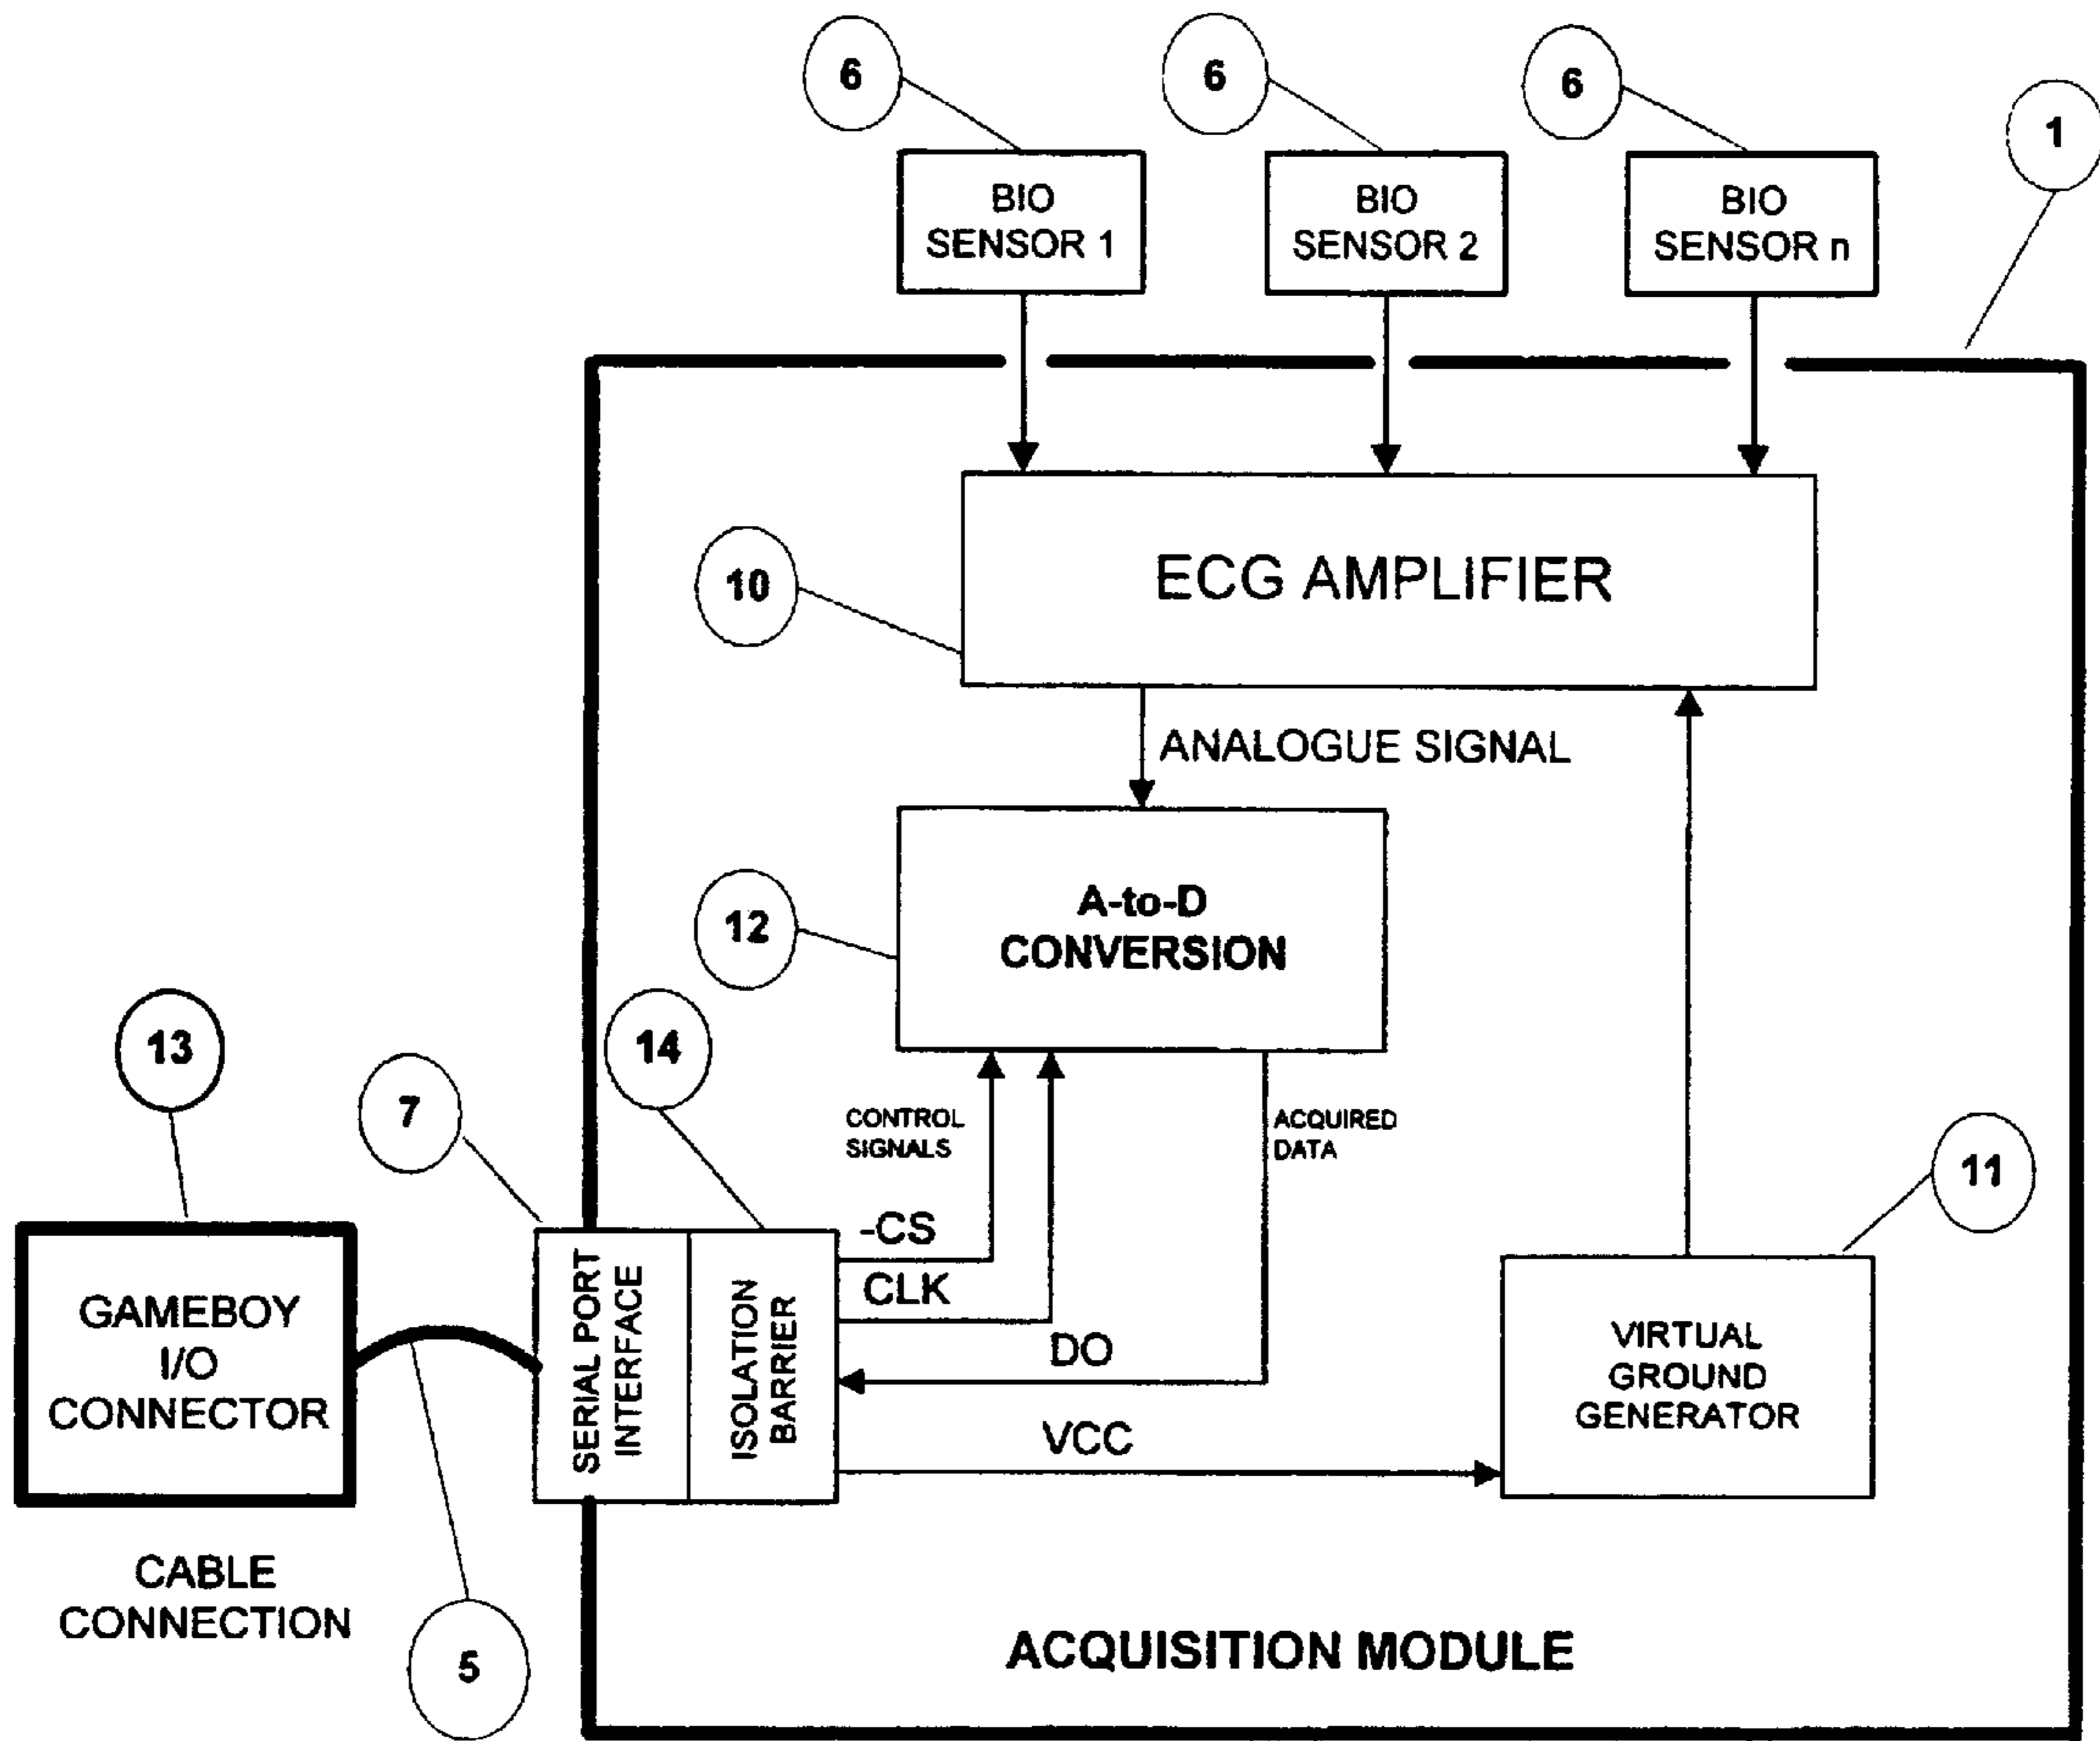 6
6
6
1
BIO
SENSOR 1
BIO
SENSOR 2
BIO
SENSOR n
10
ECG AMPLIFIER
ANALOGUE SIGNAL
12
A-to-D
CONVERSION
13
7
14
CONTROL
SIGNALS
ACQUIRED
DATA
11
GAMEBOY
I/O
CONNECTOR
SERIAL PORT
INTERFACE
ISOLATION
BARRIER
-CS
CLK
DO
VCC
VIRTUAL
GROUND
GENERATOR
CABLE
CONNECTION
5
ACQUISITION MODULE